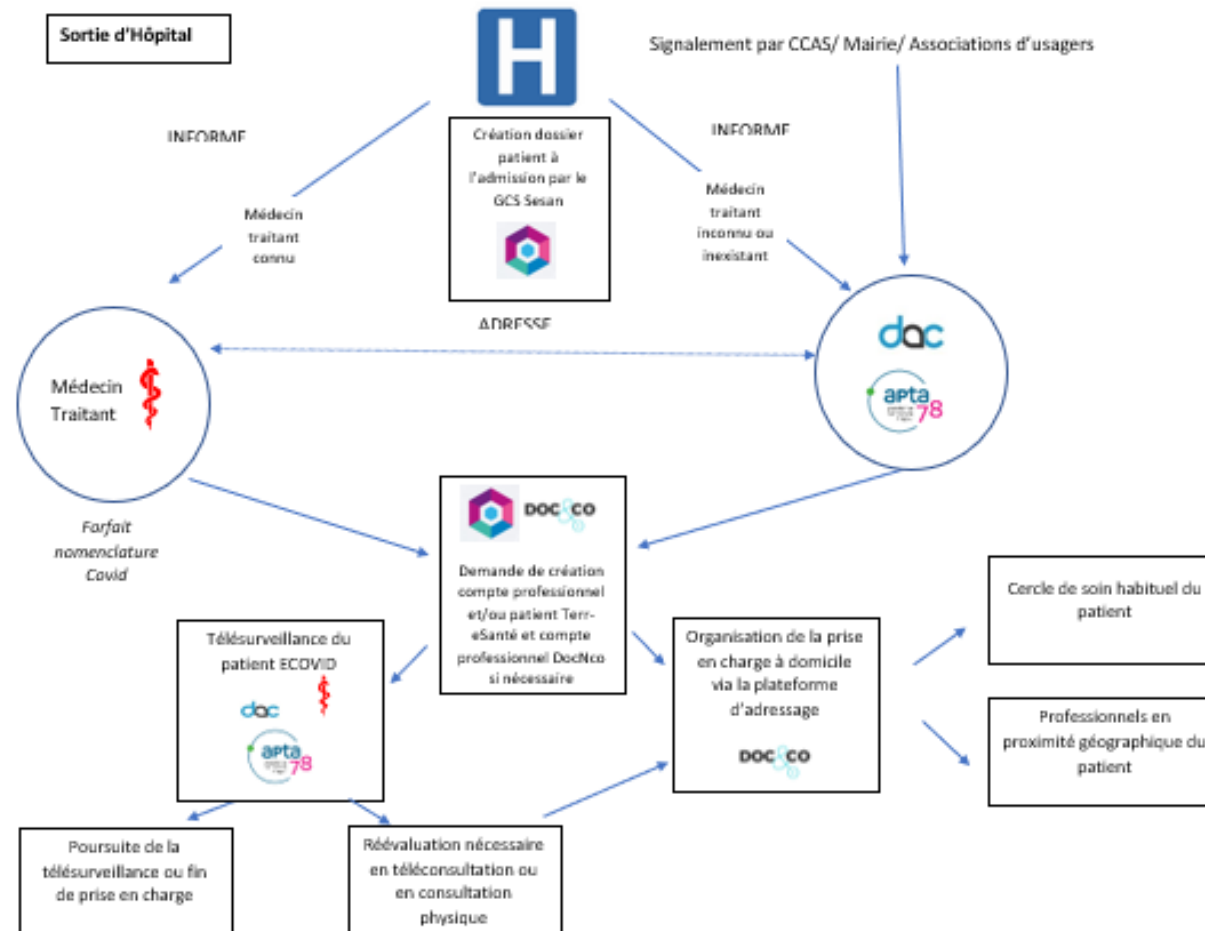 Sortie d'Hôpital
H
Signalement par CCAS/ Mairie/ Associations d'usagers
INFORME
Création dossier
patient à
l'admission par le
GCS Sesan
INFORME
Médecin
traitant
connu
Médecin
traitant
inconnu ou
inexistant
ADRESSE
Médecin
Traitant
dac
apta
78
Forfait
nomenclature
Covid
DOC&CO
Demande de création
compte professionnel
et/ou patient Terr-
eSanté et compte
professionnel DocNco
si nécessaire
Télésurveillance du
patient ECOVID
dac
apta
78
Organisation de la prise
en charge à domicile
via la plateforme
d'adressage
DOC&CO
Cercle de soin habituel du
patient
Professionnels en
proximité géographique du
patient
Poursuite de la
télésurveillance ou fin
de prise en charge
Réévaluation nécessaire
en téléconsultation ou
en consultation
physique